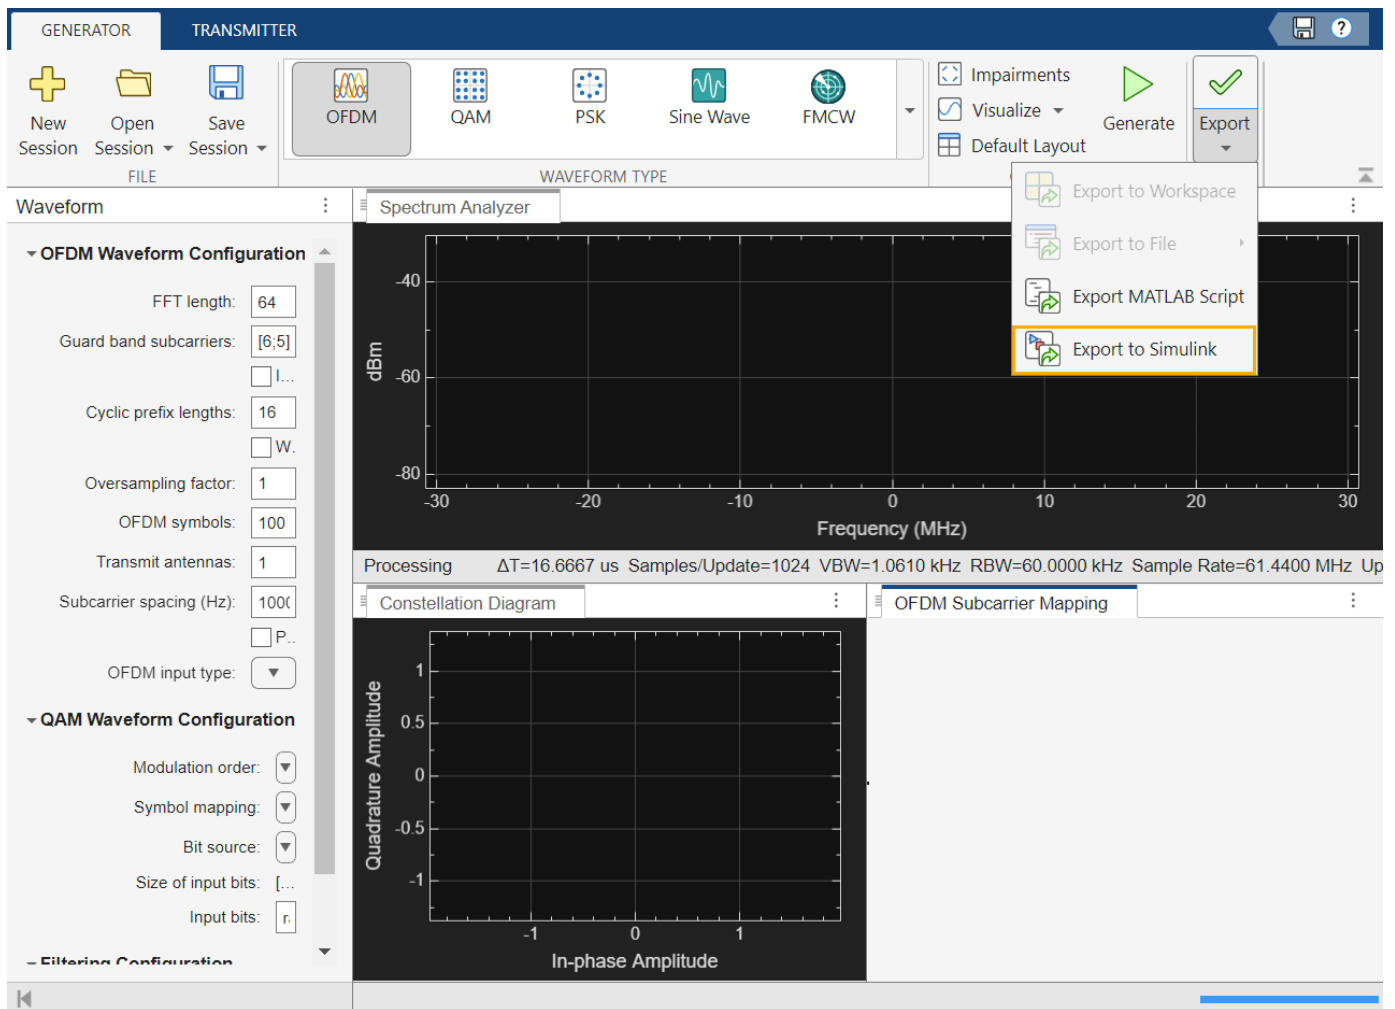 GENERATOR
TRANSMITTER
?
New
Session
Open
Session
Save
Session
FILE
OFDM
QAM
PSK
Sine Wave
FMCW
WAVEFORM TYPE
Impairments
Visualize
Default Layout
Generate
Export
Export to Workspace
Export to File
Export MATLAB Script
Export to Simulink
Waveform
OFDM Waveform Configuration
FFT length: 64
Guard band subcarriers: [6;5]
I...
Cyclic prefix lengths: 16
W.
Oversampling factor: 1
OFDM symbols: 100
Transmit antennas: 1
Subcarrier spacing (Hz): 100(
P..
OFDM input type:
QAM Waveform Configuration
Modulation order:
Symbol mapping:
Bit source:
Size of input bits: [...
Input bits: r
Filtering Configuration
Spectrum Analyzer
dBm
-40
-60
-80
-30 -20 -10 0 10 20 30
Frequency (MHz)
Processing ΔT=16.6667 us Samples/Update=1024 VBW=1.0610 kHz RBW=60.0000 kHz Sample Rate=61.4400 MHz Up
Constellation Diagram
Quadrature Amplitude
1
0.5
0
-0.5
-1
-1 0 1
In-phase Amplitude
OFDM Subcarrier Mapping